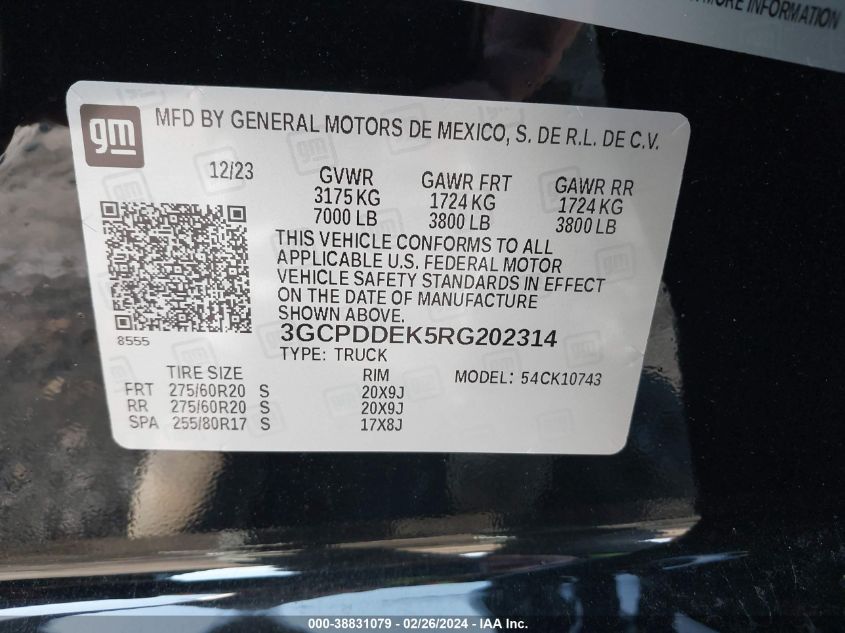 MORE INFORMATION
gm
MFD BY GENERAL MOTORS DE MEXICO, S. DE R.L. DE C.V.
12/23
GVWR GAWR FRT GAWR RR
3175 KG 1724 KG 1724 KG
7000 LB 3800 LB 3800 LB
THIS VEHICLE CONFORMS TO ALL
APPLICABLE U.S. FEDERAL MOTOR
VEHICLE SAFETY STANDARDS IN EFFECT
ON THE DATE OF MANUFACTURE
SHOWN ABOVE.
8555
3GCPDDEK5RG202314
TYPE: TRUCK
TIRE SIZE RIM MODEL: 54CK10743
FRT 275/60R20 S 20X9J
RR 275/60R20 S 20X9J
SPA 255/80R17 S 17X8J
000-38831079 - 02/26/2024 - IAA Inc.